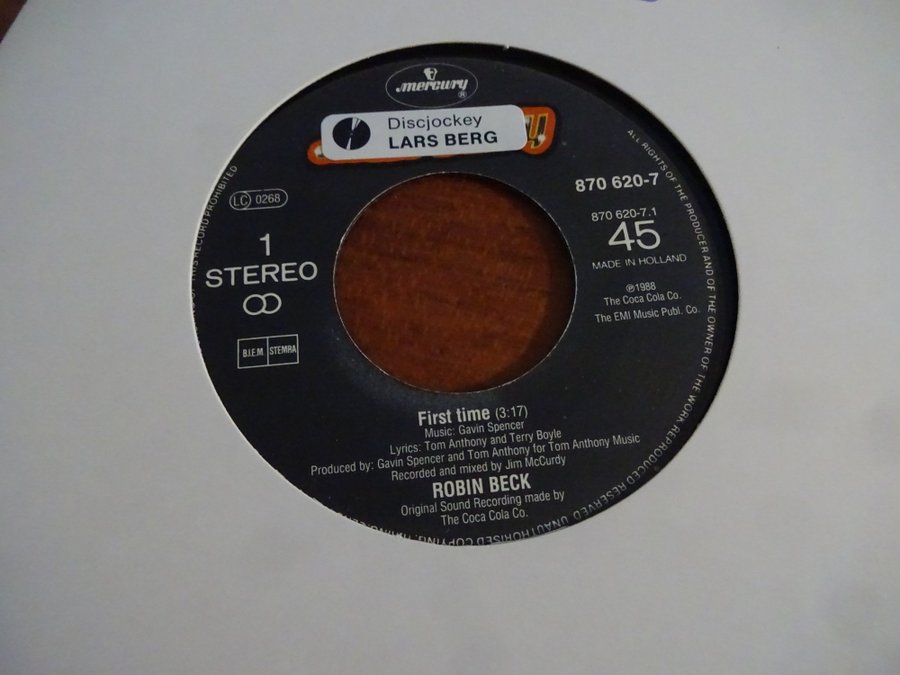 mercury
®
Discjockey
LARS BERG
y
LC 0268
1
STEREO
B.I.E.M STEMRA
870 620-7
870 620-7.1
45
MADE IN HOLLAND
℗1988
The Coca Cola Co.
The EMI Music Publ. Co.
First time (3:17)
Music: Gavin Spencer
Lyrics: Tom Anthony and Terry Boyle
Produced by: Gavin Spencer and Tom Anthony for Tom Anthony Music
Recorded and mixed by Jim McCurdy
ROBIN BECK
Original Sound Recording made by
The Coca Cola Co.
ALL RIGHTS OF THE PRODUCER AND OF THE OWNER OF THE WORK REPRODUCED RESERVED. UNAUTHORISED COPYING,
THIS RECORD PROHIBITED